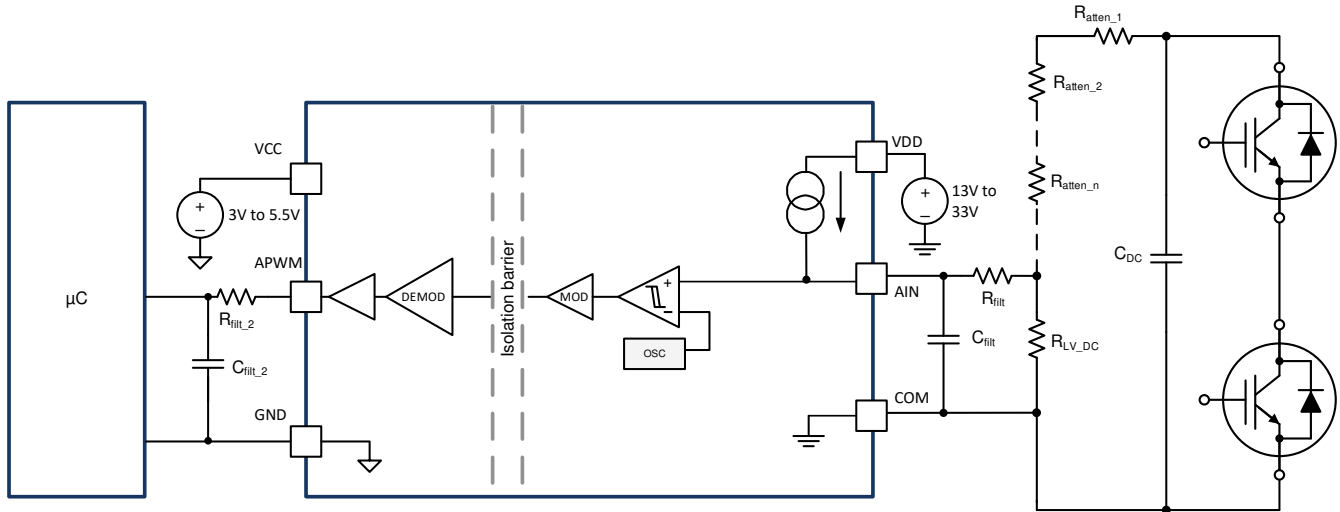 R_atten_1
R_atten_2
VCC
VDD
3V to 5.5V
13V to
33V
R_atten_n
APWM
C_DC
Isolation barrier
µC
DEMOD
MOD
+
−
AIN
R_filt
R_filt_2
OSC
C_filt
R_LV_DC
C_filt_2
COM
GND